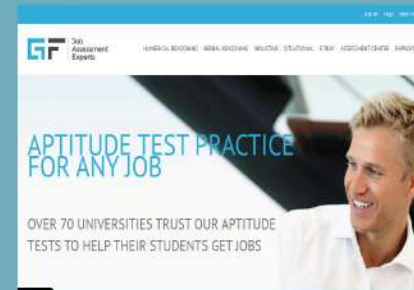 GF
Job
Assessment
Experts
NUMERICAL REASONING VERBAL REASONING INDUCTIVE SITUATIONAL E-TRAY ASSESSMENT CENTRE
APTITUDE TEST PRACTICE
FOR ANY JOB
OVER 70 UNIVERSITIES TRUST OUR APTITUDE
TESTS TO HELP THEIR STUDENTS GET JOBS